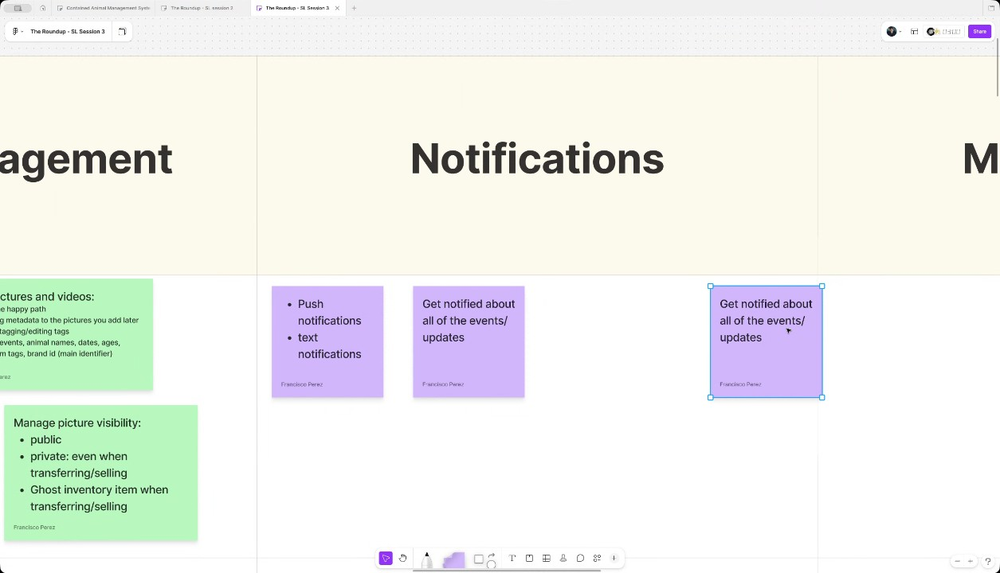 Contained Animal Management Syste
The Roundup - SL session 2
The Roundup - SL Session 3
The Roundup - SL Session 3
Share
agement
Notifications
M
ctures and videos:
e happy path
g metadata to the pictures you add later
tagging/editing tags
events, animal names, dates, ages,
m tags, brand id (main identifier)
erez
Manage picture visibility:
• public
• private: even when
transferring/selling
• Ghost inventory item when
transferring/selling
Francisco Perez
• Push
notifications
• text
notifications
Francisco Perez
Get notified about
all of the events/
updates
Francisco Perez
Get notified about
all of the events/
updates
Francisco Perez
T
?